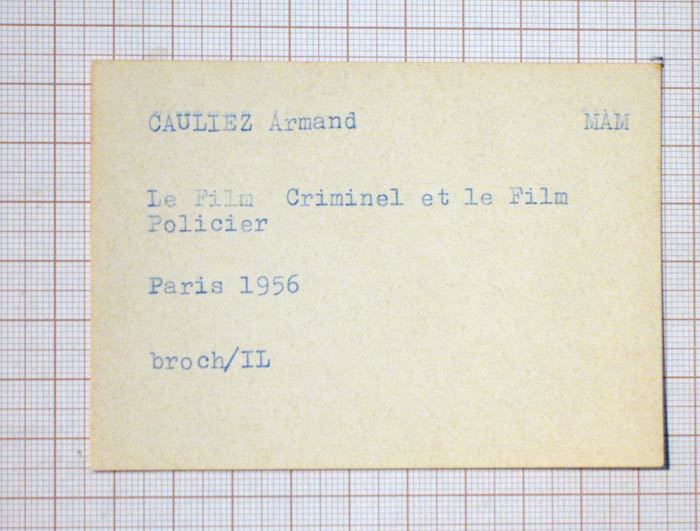 CAULIEZ Armand MAM
Le Film Criminel et le Film
Policier
Paris 1956
broch/IL